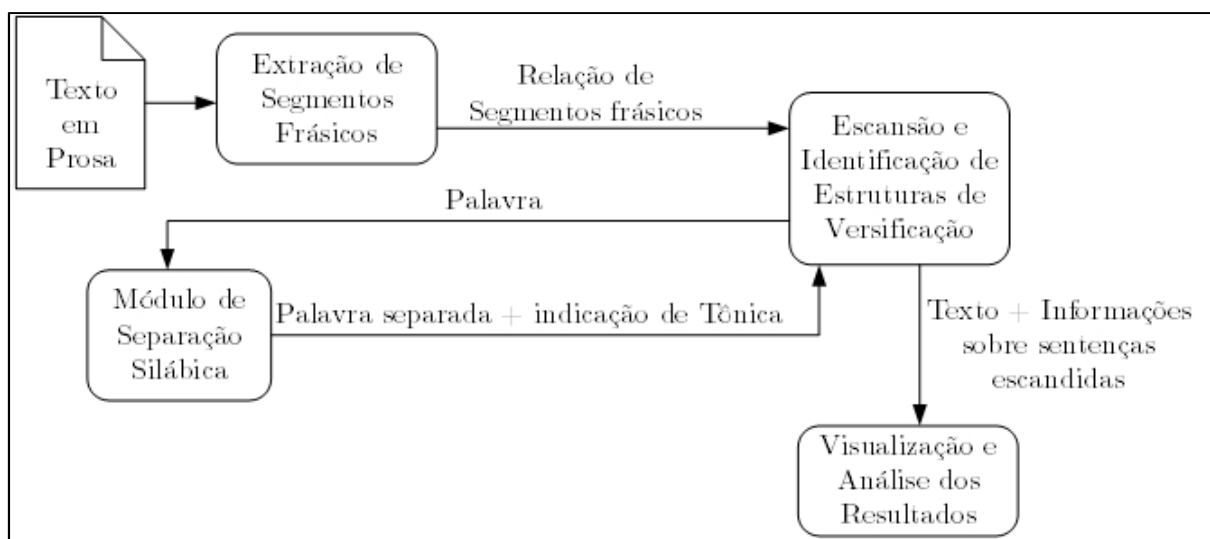 Texto
em
Prosa
Extração de
Segmentos
Frásicos
Relação de
Segmentos frásicos
Escansão e
Identificação de
Estruturas de
Versificação
Palavra
Módulo de
Separação
Silábica
Palavra separada + indicação de Tônica
Texto + Informações
sobre sentenças
escandidas
Visualização e
Análise dos
Resultados